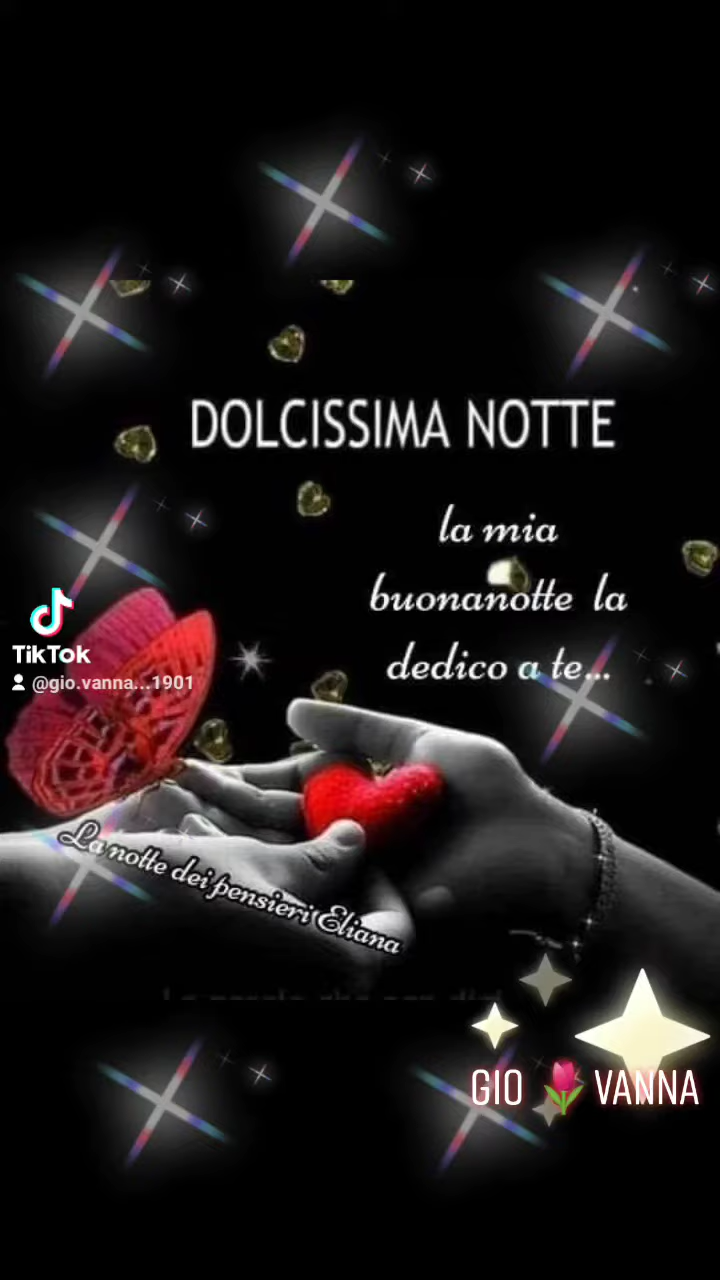 DOLCISSIMA NOTTE
la mia
buonanotte la
dedico a te...
TikTok
@gio.vanna...1901
La notte dei pensieri Eliana
GIO VANNA